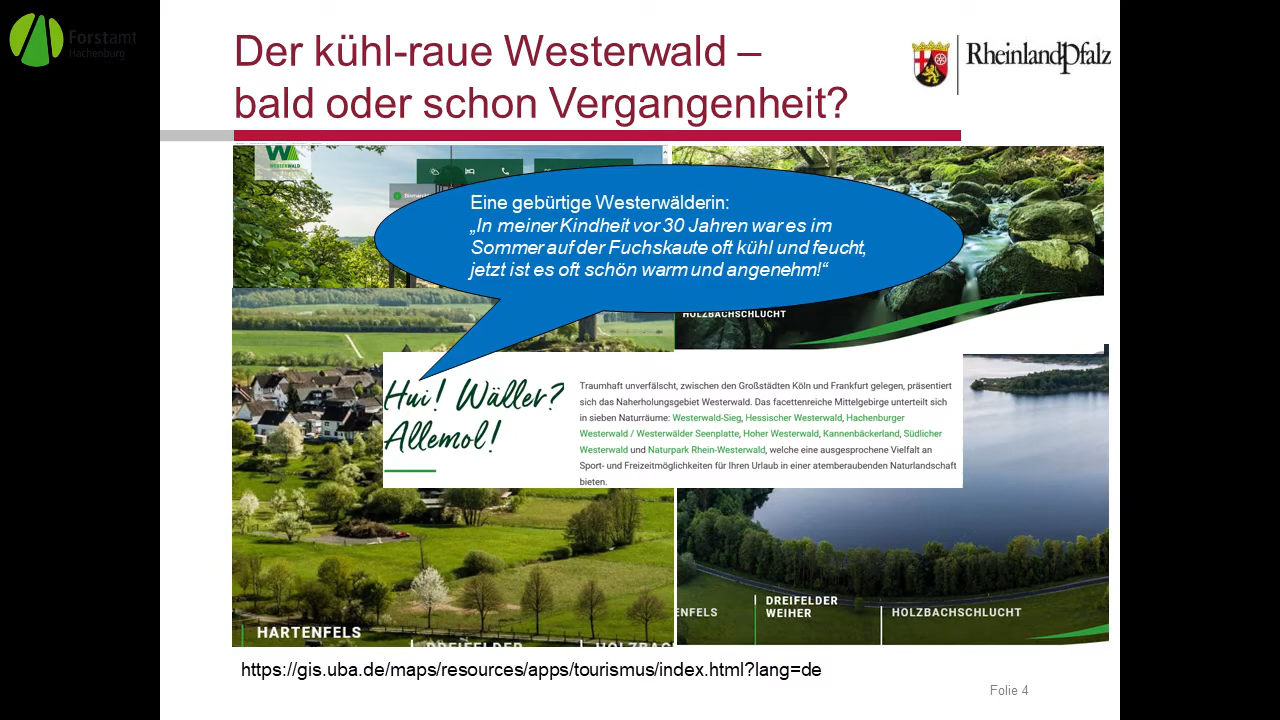 Forstamt
Hachenburg
Der kühl-raue Westerwald –
bald oder schon Vergangenheit?
RheinlandPfalz
WESTERWALD
Eine gebürtige Westerwälderin:
„In meiner Kindheit vor 30 Jahren war es im
Sommer auf der Fuchskaute oft kühl und feucht,
jetzt ist es oft schön warm und angenehm!“
HOLZBACHSCHLUCHT
Hui! Wäller?
Allemol!
Traumhaft unverfälscht, zwischen den Großstädten Köln und Frankfurt gelegen, präsentiert
sich das Naherholungsgebiet Westerwald. Das facettenreiche Mittelgebirge unterteilt sich
in sieben Naturräume: Westerwald-Sieg, Hessischer Westerwald, Hachenburger
Westerwald / Westerwälder Seenplatte, Hoher Westerwald, Kannenbäckerland, Südlicher
Westerwald und Naturpark Rhein-Westerwald, welche eine ausgesprochene Vielfalt an
Sport- und Freizeitmöglichkeiten für Ihren Urlaub in einer atemberaubenden Naturlandschaft
bieten.
ENFELS
DREIFELDER
WEIHER
HOLZBACHSCHLUCHT
HARTENFELS
DREIFELDER
HOLZBAC
https://gis.uba.de/maps/resources/apps/tourismus/index.html?lang=de
Folie 4